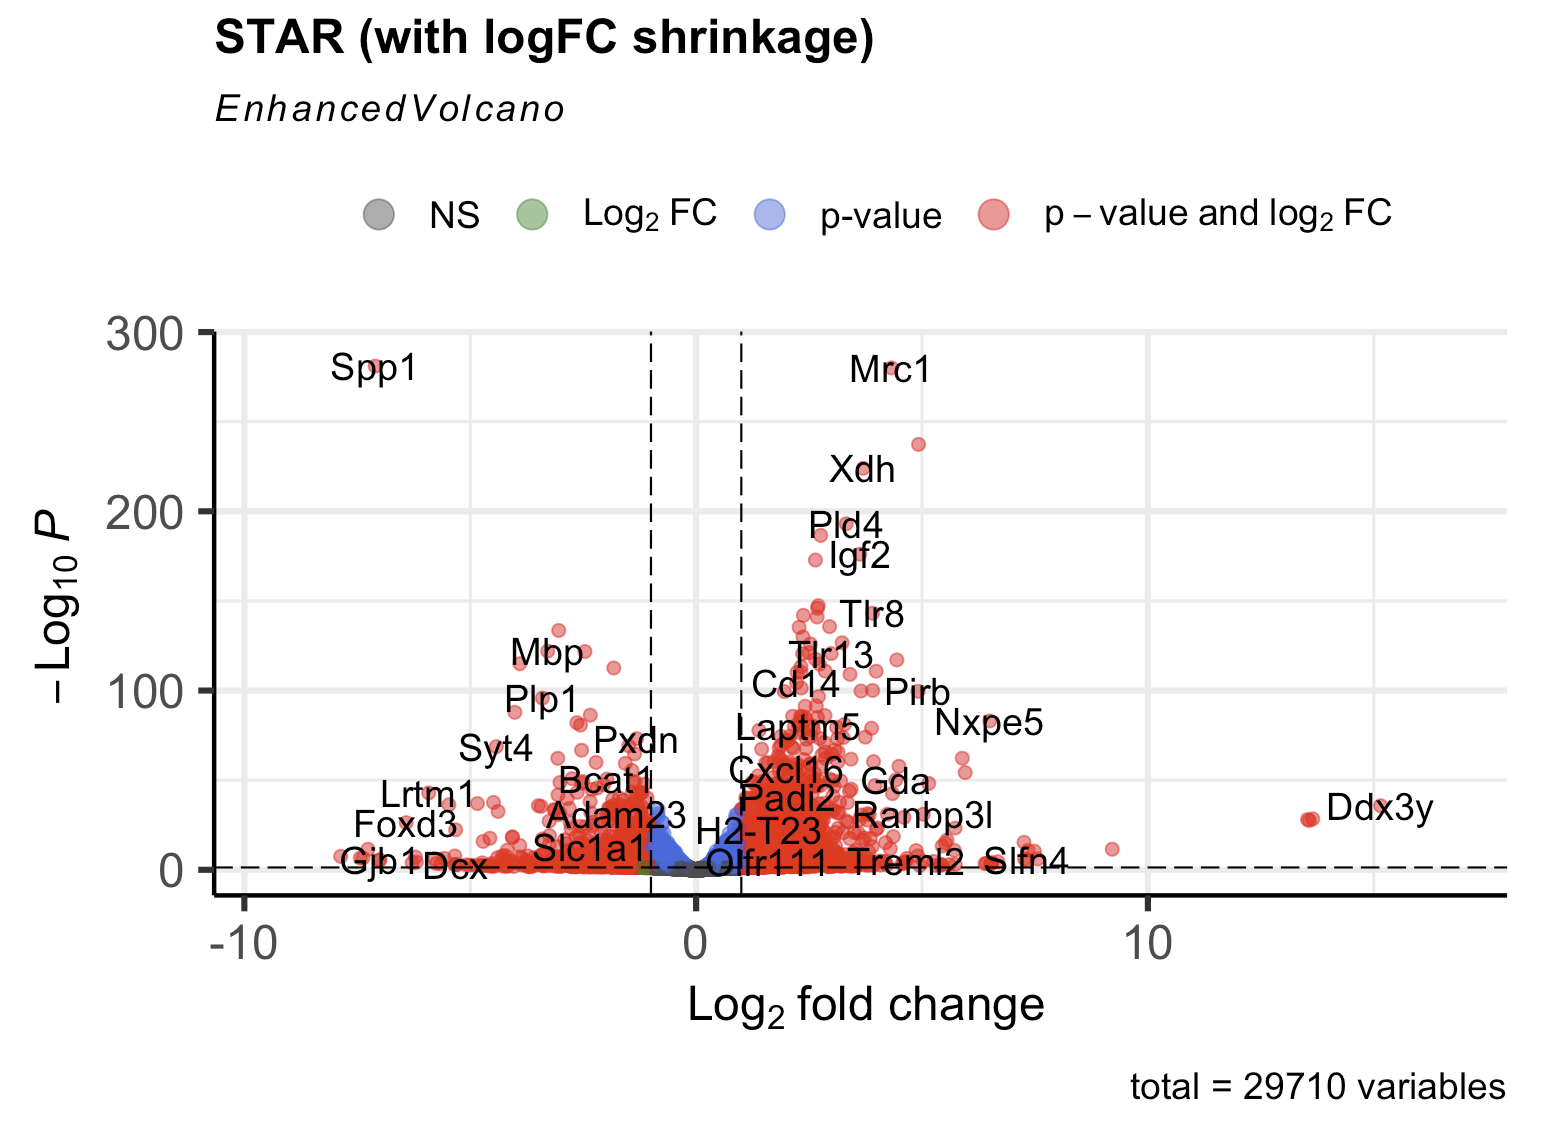 STAR (with logFC shrinkage)
EnhancedVolcano
NS Log2 FC p-value p – value and log2 FC
300
200
100
0
−Log10 P
Spp1
Mrc1
Xdh
Pld4
Igf2
Tlr8
Mbp
Tlr13
Cd14
Pirb
Plp1
Nxpe5
Laptm5
Pxdn
Syt4
Cxcl16
Bcat1
Gda
Lrtm1
Padi2
Ddx3y
Adam23
Ranbp3l
Foxd3
H2-T23
Slc1a1
Gjb1
Dcx
Olfr111
Treml2
Slfn4
-10 0 10
Log2 fold change
total = 29710 variables